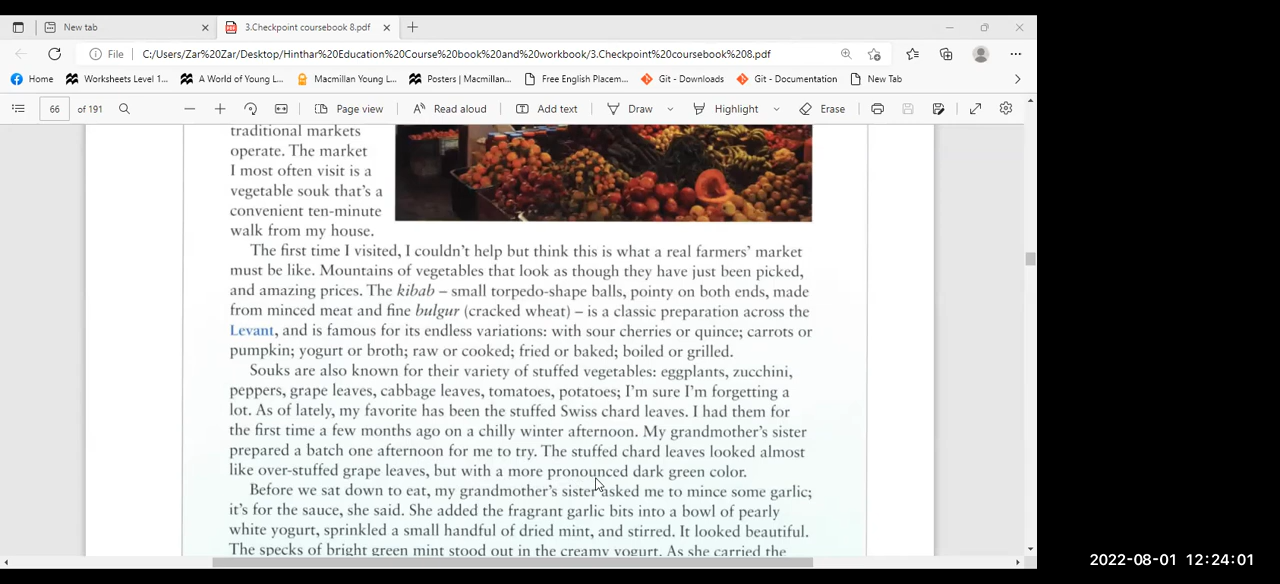 New tab
3.Checkpoint coursebook 8.pdf
File
C:/Users/Zar%20Zar/Desktop/Hinthar%20Education%20Course%20book%20and%20workbook/3.Checkpoint%20coursebook%208.pdf
Home
Worksheets Level 1...
A World of Young L...
Macmillan Young L...
Posters | Macmillan...
Free English Placem...
Git - Downloads
Git - Documentation
New Tab
66 of 191
Page view
Read aloud
Add text
Draw
Highlight
Erase
traditional markets
operate. The market
I most often visit is a
vegetable souk that's a
convenient ten-minute
walk from my house.
The first time I visited, I couldn't help but think this is what a real farmers' market
must be like. Mountains of vegetables that look as though they have just been picked,
and amazing prices. The kibab – small torpedo-shape balls, pointy on both ends, made
from minced meat and fine bulgur (cracked wheat) – is a classic preparation across the
Levant, and is famous for its endless variations: with sour cherries or quince; carrots or
pumpkin; yogurt or broth; raw or cooked; fried or baked; boiled or grilled.
Souks are also known for their variety of stuffed vegetables: eggplants, zucchini,
peppers, grape leaves, cabbage leaves, tomatoes, potatoes; I'm sure I'm forgetting a
lot. As of lately, my favorite has been the stuffed Swiss chard leaves. I had them for
the first time a few months ago on a chilly winter afternoon. My grandmother's sister
prepared a batch one afternoon for me to try. The stuffed chard leaves looked almost
like over-stuffed grape leaves, but with a more pronounced dark green color.
Before we sat down to eat, my grandmother's sister asked me to mince some garlic;
it's for the sauce, she said. She added the fragrant garlic bits into a bowl of pearly
white yogurt, sprinkled a small handful of dried mint, and stirred. It looked beautiful.
The specks of bright green mint stood out in the creamy yogurt. As she carried the
2022-08-01 12:24:01